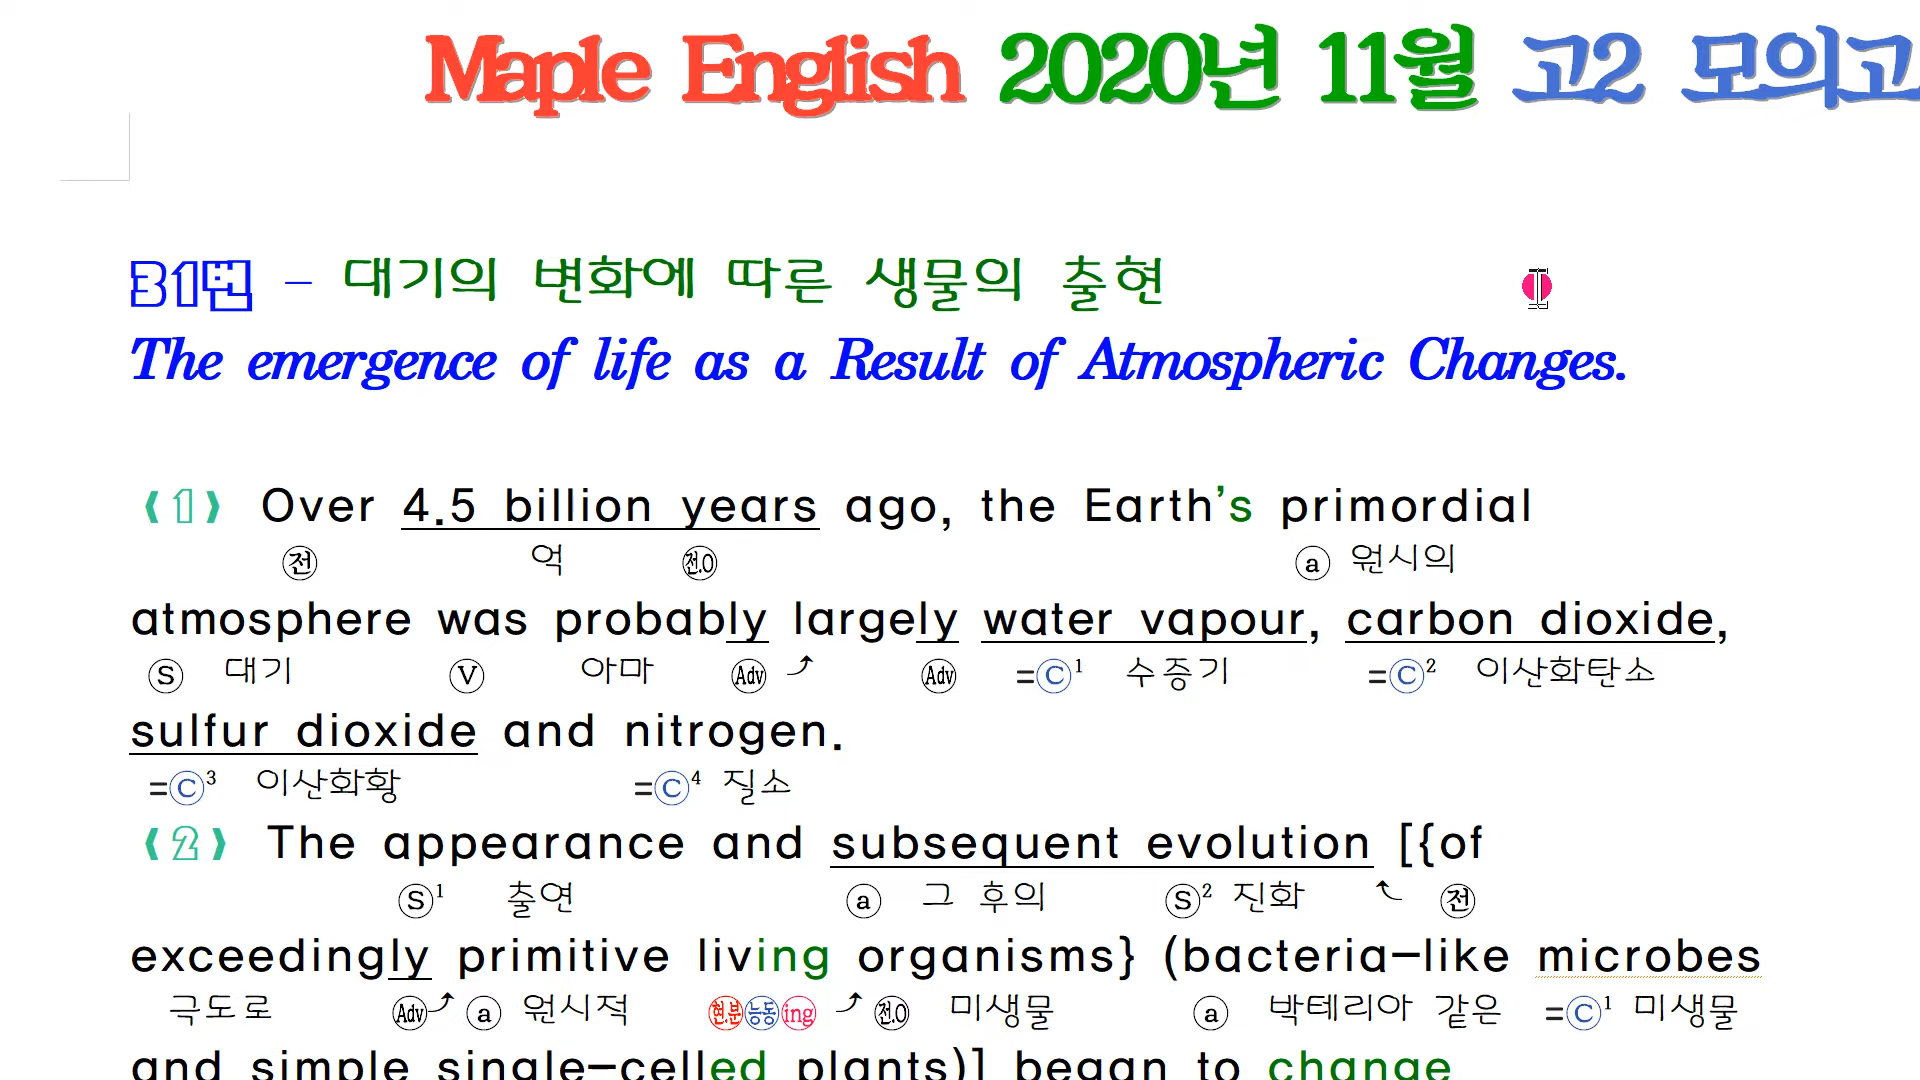 Maple English 2020년 11월 고2 모의고
31번 - 대기의 변화에 따른 생물의 출현
The emergence of life as a Result of Atmospheric Changes.
❨1❩ Over 4.5 billion years ago, the Earth's primordial
전 억 전.O a 원시의
atmosphere was probably largely water vapour, carbon dioxide,
S 대기 V 아마 Adv Adv =C¹ 수증기 =C² 이산화탄소
sulfur dioxide and nitrogen.
=C³ 이산화황 =C⁴ 질소
❨2❩ The appearance and subsequent evolution [{of
S¹ 출연 a 그 후의 S² 진화 전
exceedingly primitive living organisms} (bacteria-like microbes
극도로 Adv a 원시적 현.분 능동 ing 전.O 미생물 a 박테리아 같은 =C¹ 미생물
and simple single-celled plants)] began to change